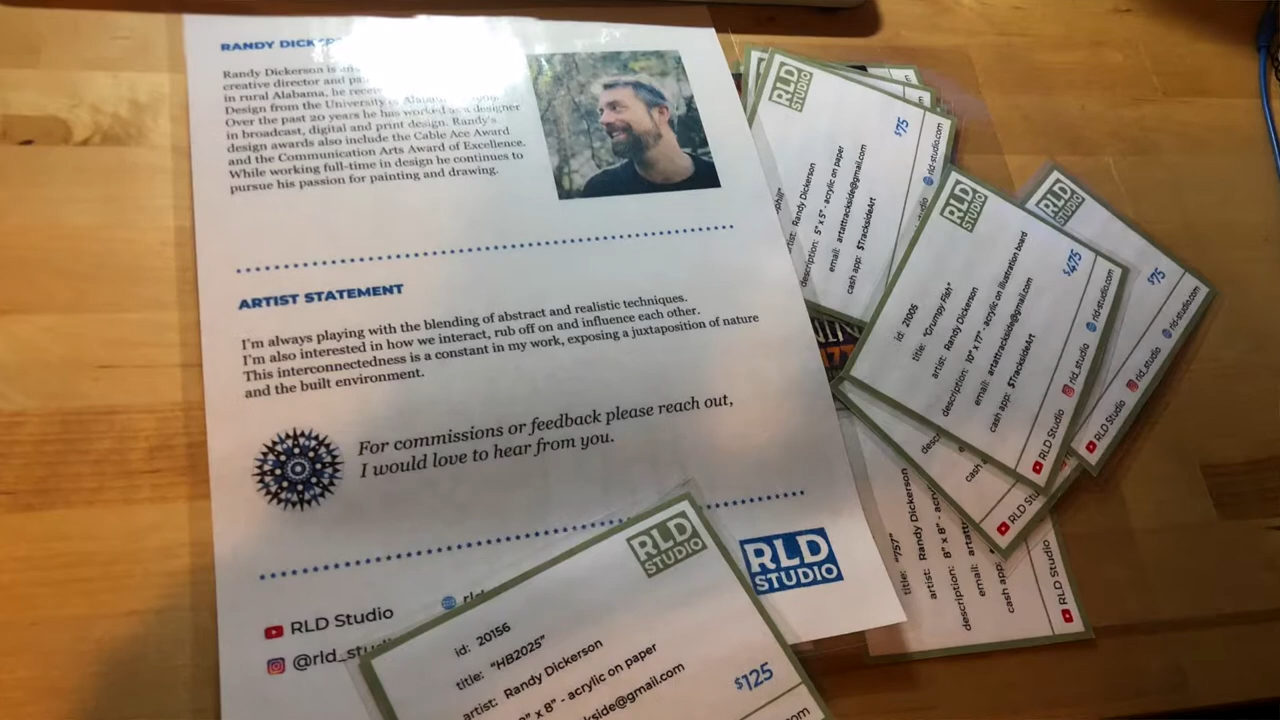 RANDY
Randy Dickerson is an
creative director and
in rural Alabama, he
Design from the University of
Over the past 20 years he has worked as a designer
in broadcast, digital and print design. Randy's
design awards also include the Cable Ace Award
and the Communication Arts Award of Excellence.
While working full-time in design he continues to
pursue his passion for painting and drawing.
ARTIST STATEMENT
I'm always playing with the blending of abstract and realistic techniques.
I'm also interested in how we interact, rub off on and influence each other.
This interconnectedness is a constant in my work, exposing a juxtaposition of nature
and the built environment.
For commissions or feedback please reach out,
I would love to hear from you.
RLD Studio
RLD
STUDIO
RLD
STUDIO
id: 20156
title: "HB2025"
artist: Randy Dickerson
8" - acrylic on paper
$125
RLD
STUDIO
artist: Randy Dickerson
description: 5" x 5" - acrylic on paper
email: artattrackside@gmail.com
cash app: $TracksideArt
$75
rld-studio.com
RLD
STUDIO
id: 21005
title: "Grumpy Fish"
artist: Randy Dickerson
description: 10" x 17" - acrylic on illustration board
email: artattrackside@gmail.com
cash app: $TracksideArt
$475
RLD Studio
rld_studio
rld-studio.com
RLD
STUDIO
$75
RLD Studio
rld_studio
rld-studio.com
title: "757"
artist: Randy Dickerson
description: 8" x 8" -
email:
cash app:
RLD Studio